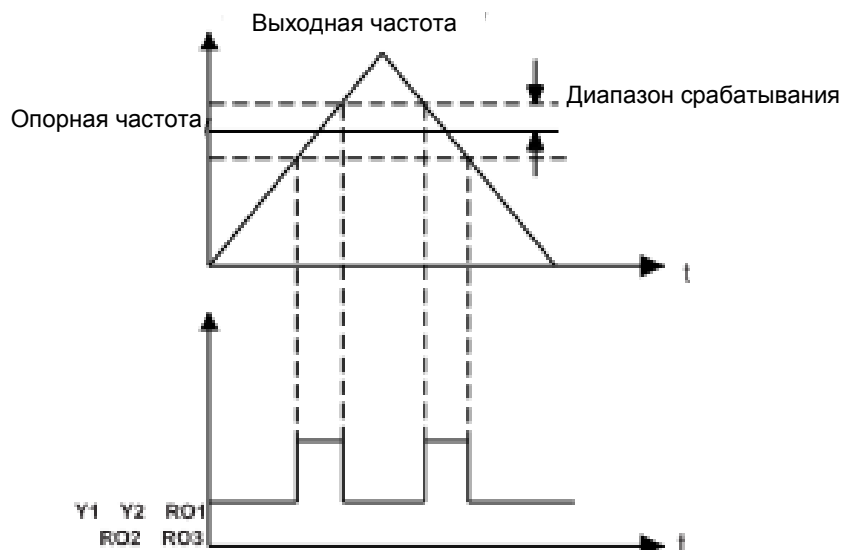 Выходная частота
Диапазон срабатывания
Опорная частота
t
Y1 Y2 RO1
RO2 RO3
t